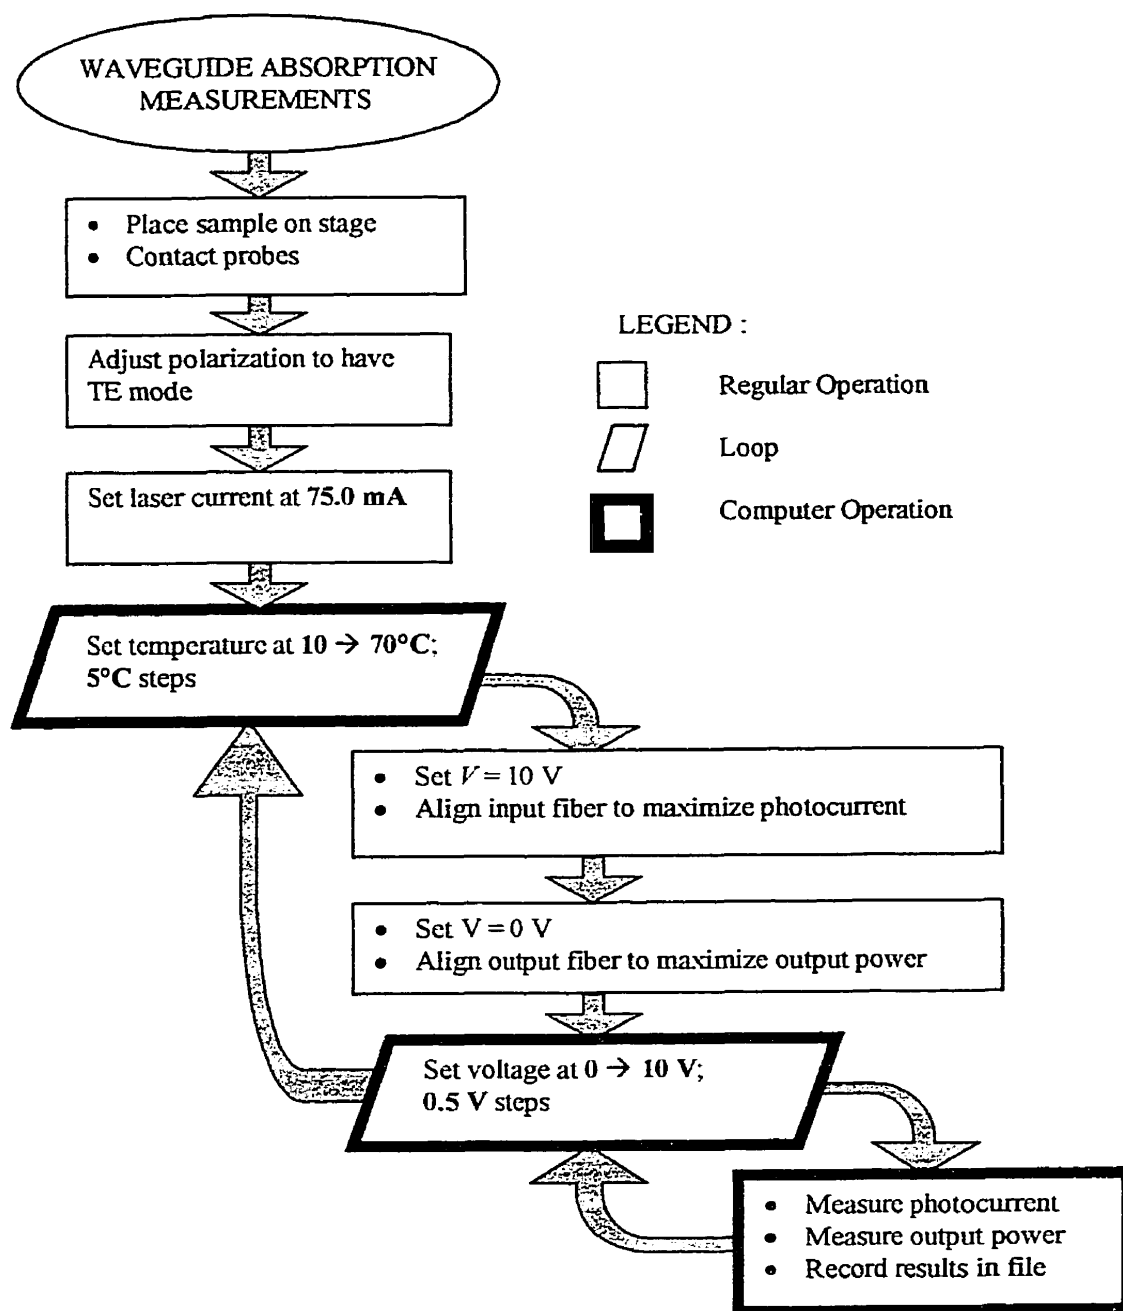 WAVEGUIDE ABSORPTION
MEASUREMENTS
• Place sample on stage
• Contact probes
Adjust polarization to have
TE mode
Set laser current at 75.0 mA
LEGEND :
Regular Operation
Loop
Computer Operation
Set temperature at 10 → 70°C;
5°C steps
• Set V = 10 V
• Align input fiber to maximize photocurrent
• Set V = 0 V
• Align output fiber to maximize output power
Set voltage at 0 → 10 V;
0.5 V steps
• Measure photocurrent
• Measure output power
• Record results in file